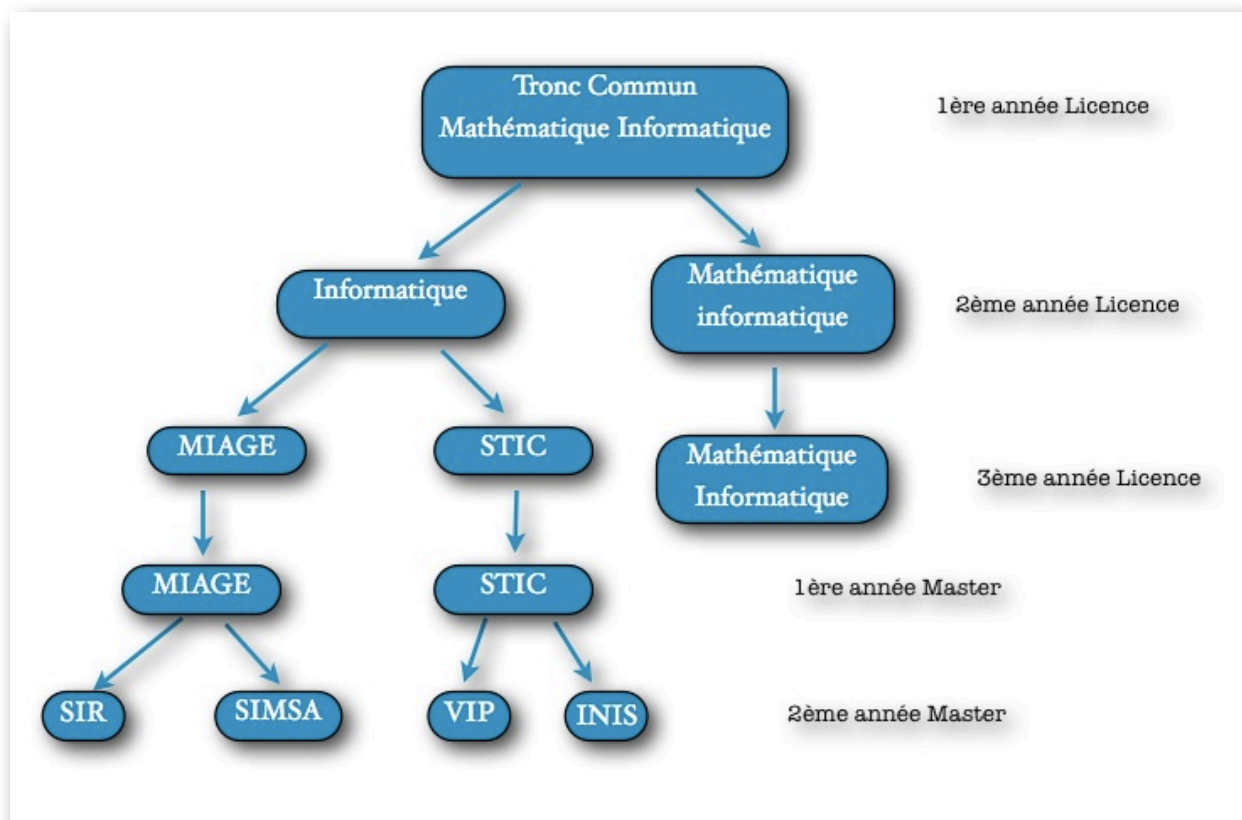 Tronc Commun
Mathématique Informatique
1ère année Licence
Informatique
Mathématique
informatique
2ème année Licence
MIAGE
STIC
Mathématique
Informatique
3ème année Licence
MIAGE
STIC
1ère année Master
SIR
SIMSA
VIP
INIS
2ème année Master